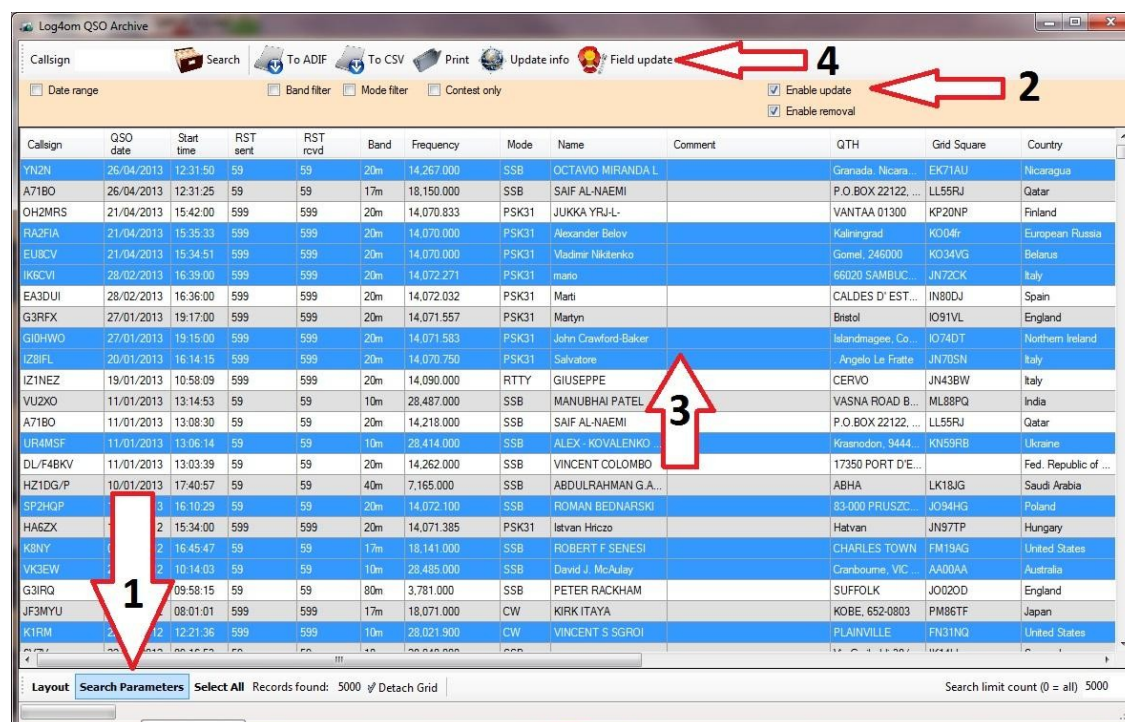 Log4om QSO Archive
Callsign Search To ADIF To CSV Print Update info Field update 4
Date range Band filter Mode filter Contest only Enable update 2
Enable removal
Callsign QSO date Start time RST sent RST rcvd Band Frequency Mode Name Comment QTH Grid Square Country
YN2N 26/04/2013 12:31:50 59 59 20m 14,267.000 SSB OCTAVIO MIRANDA L Granada. Nicara... EK71AU Nicaragua
A71BO 26/04/2013 12:31:25 59 59 17m 18,150.000 SSB SAIF AL-NAEMI P.O.BOX 22122, ... LL55RJ Qatar
OH2MRS 21/04/2013 15:42:00 599 599 20m 14,070.833 PSK31 JUKKA YRJ-L- VANTAA 01300 KP20NP Finland
RA2FIA 21/04/2013 15:35:33 599 599 20m 14,070.000 PSK31 Alexander Belov Kaliningrad KO04fr European Russia
EU8CV 21/04/2013 15:34:51 599 599 20m 14,070.000 PSK31 Vladimir Nikitenko Gomel, 246000 KO34VG Belarus
IK6CVI 28/02/2013 16:39:00 599 599 20m 14,072.271 PSK31 mario 66020 SAMBUC... JN72CK Italy
EA3DUI 28/02/2013 16:36:00 599 599 20m 14,072.032 PSK31 Marti CALDES D' EST... IN80DJ Spain
G3RFX 27/01/2013 19:17:00 599 599 20m 14,071.557 PSK31 Martyn Bristol IO91VL England
GI0HWO 27/01/2013 19:15:00 599 599 20m 14,071.583 PSK31 John Crawford-Baker Islandmagee, Co... IO74DT Northern Ireland
IZ8IFL 20/01/2013 16:14:15 599 599 20m 14,070.750 PSK31 Salvatore . Angelo Le Fratte JN70SN Italy
IZ1NEZ 19/01/2013 10:58:09 599 599 20m 14,090.000 RTTY GIUSEPPE CERVO JN43BW Italy
VU2XO 11/01/2013 13:14:53 59 59 10m 28,487.000 SSB MANUBHAI PATEL VASNA ROAD B... ML88PQ India
A71BO 11/01/2013 13:08:30 59 59 20m 14,218.000 SSB SAIF AL-NAEMI 3 P.O.BOX 22122, ... LL55RJ Qatar
UR4MSF 11/01/2013 13:06:14 59 59 10m 28,414.000 SSB ALEX - KOVALENKO ... Krasnodon, 9444... KN59RB Ukraine
DL/F4BKV 11/01/2013 13:03:39 59 59 20m 14,262.000 SSB VINCENT COLOMBO 17350 PORT D'E... Fed. Republic of ...
HZ1DG/P 10/01/2013 17:40:57 59 59 40m 7,165.000 SSB ABDULRAHMAN G.A... ABHA LK18JG Saudi Arabia
SP2HQP 3 16:10:29 59 59 20m 14,072.100 SSB ROMAN BEDNARSKI 83-000 PRUSZC... JO94HG Poland
HA6ZX 2 15:34:00 599 599 20m 14,071.385 PSK31 Istvan Hriczo Hatvan JN97TP Hungary
K8NY 2 16:45:47 59 59 17m 18,141.000 SSB ROBERT F SENESI CHARLES TOWN FM19AG United States
VK3EW 2 10:14:03 59 59 10m 28,485.000 SSB David J. McAulay Cranbourne, VIC ... AA00AA Australia
G3IRQ 1 09:58:15 59 59 80m 3,781.000 SSB PETER RACKHAM SUFFOLK JO02OD England
JF3MYU 08:01:01 599 599 17m 18,071.000 CW KIRK ITAYA KOBE, 652-0803 PM86TF Japan
K1RM 12 12:21:36 599 599 10m 28,021.900 CW VINCENT S SGROI PLAINVILLE FN31NQ United States
Layout Search Parameters Select All Records found: 5000 Detach Grid Search limit count (0 = all) 5000